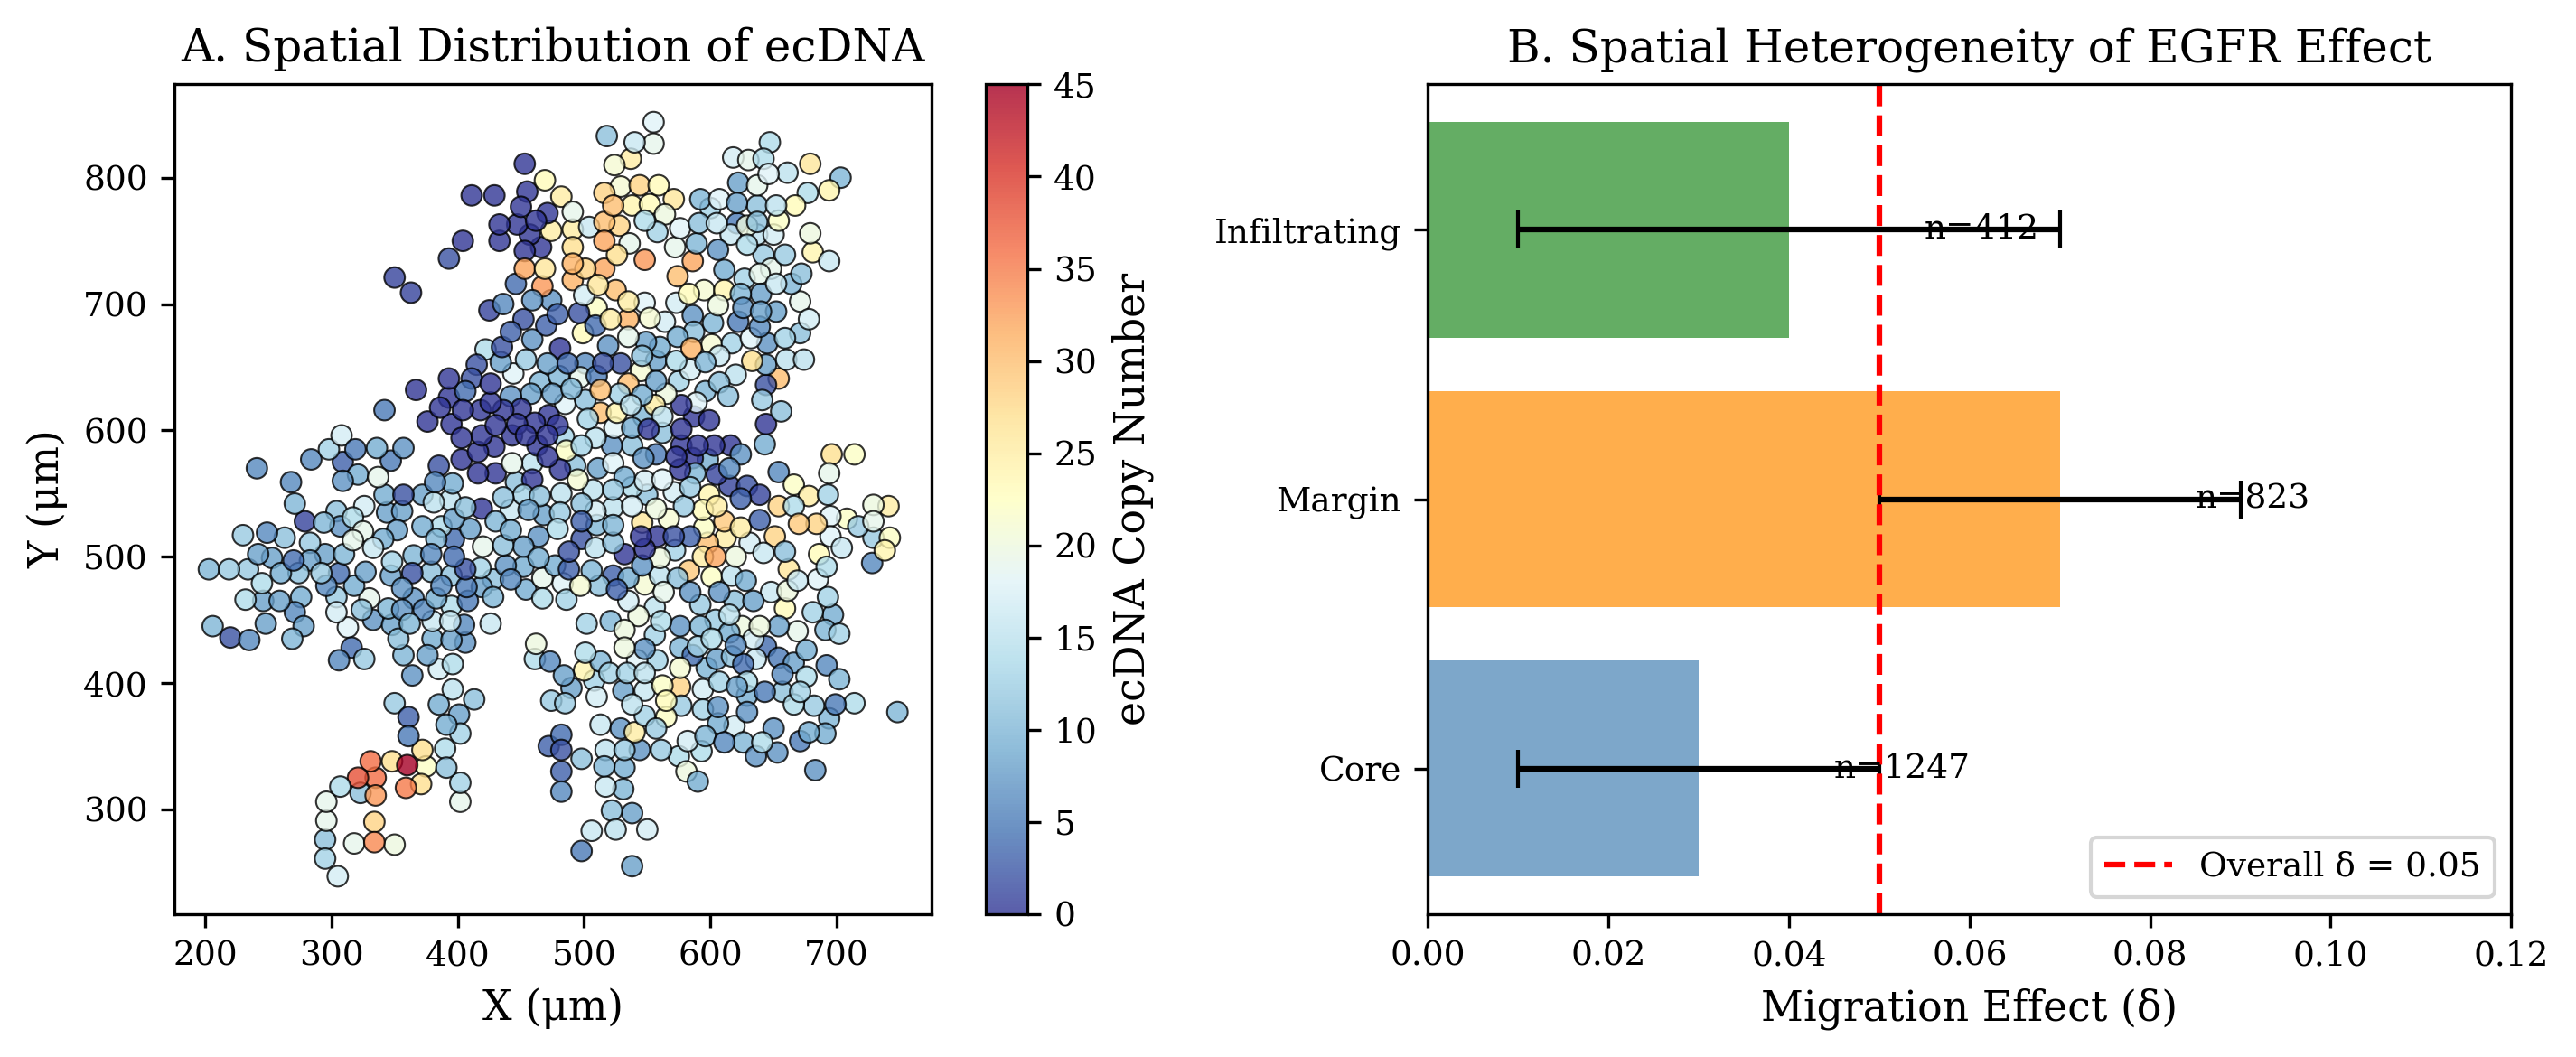 A. Spatial Distribution of ecDNA
800
700
600
500
400
300
Y (μm)
200 300 400 500 600 700
X (μm)
45
40
35
30
25
20
15
10
5
0
ecDNA Copy Number
B. Spatial Heterogeneity of EGFR Effect
Infiltrating
n=412
Margin
n=823
Core
n=1247
Overall δ = 0.05
0.00 0.02 0.04 0.06 0.08 0.10 0.12
Migration Effect (δ)